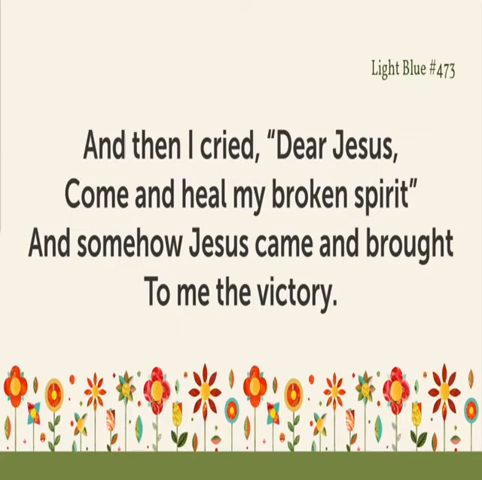 Light Blue #473
And then I cried, “Dear Jesus,
Come and heal my broken spirit”
And somehow Jesus came and brought
To me the victory.